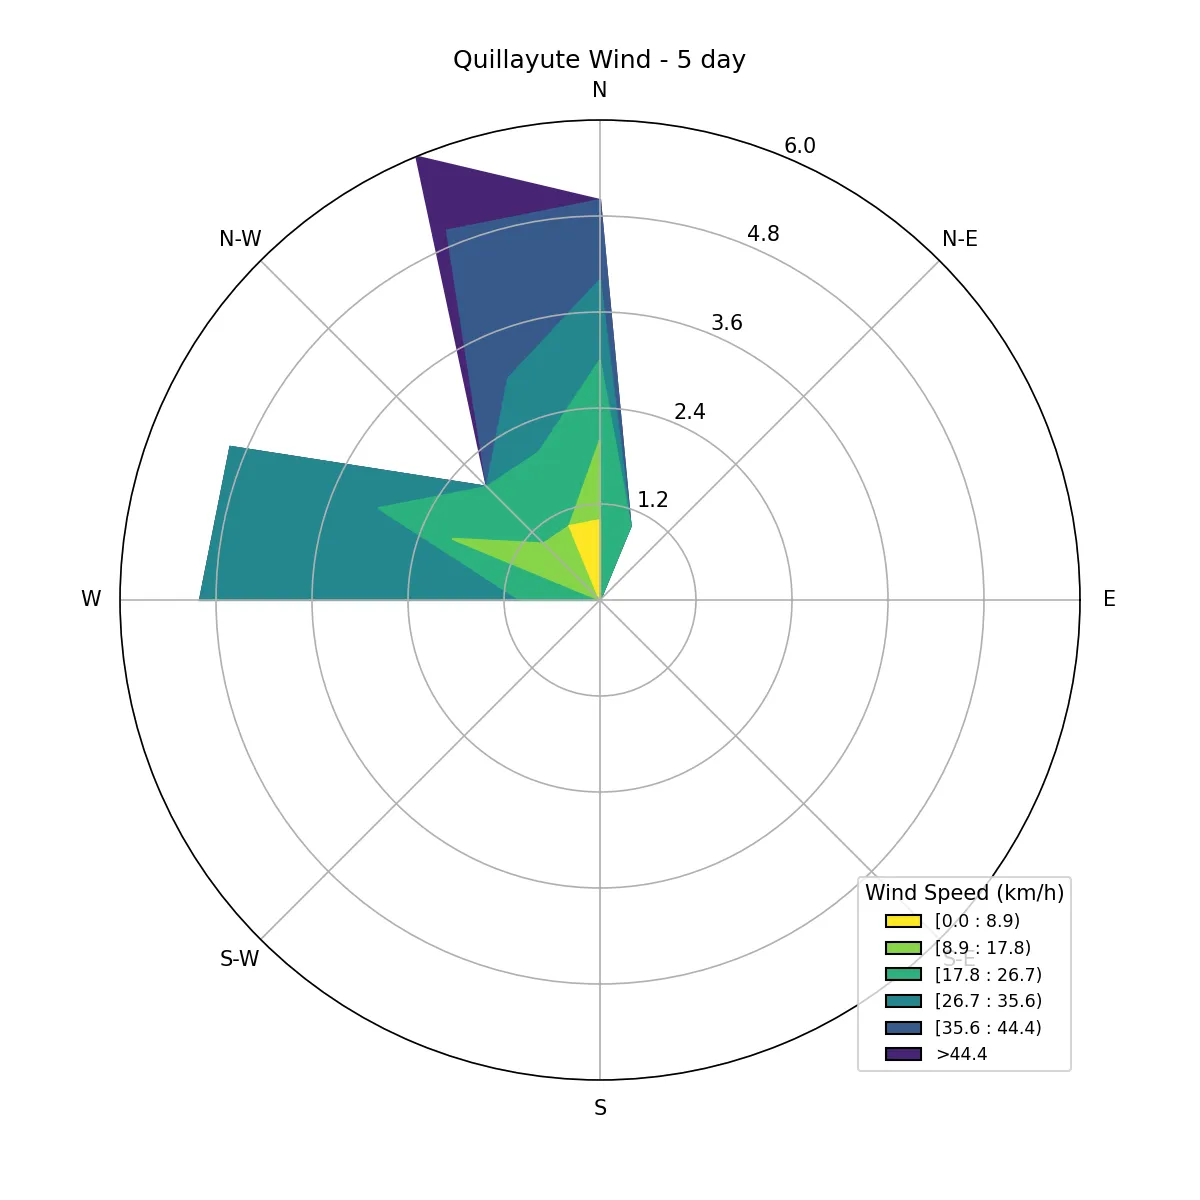 Quillayute Wind - 5 day
N
6.0
N-W
4.8
N-E
3.6
2.4
1.2
W
E
Wind Speed (km/h)
[0.0 : 8.9)
[8.9 : 17.8)
S-W
S-E
[17.8 : 26.7)
[26.7 : 35.6)
[35.6 : 44.4)
>44.4
S